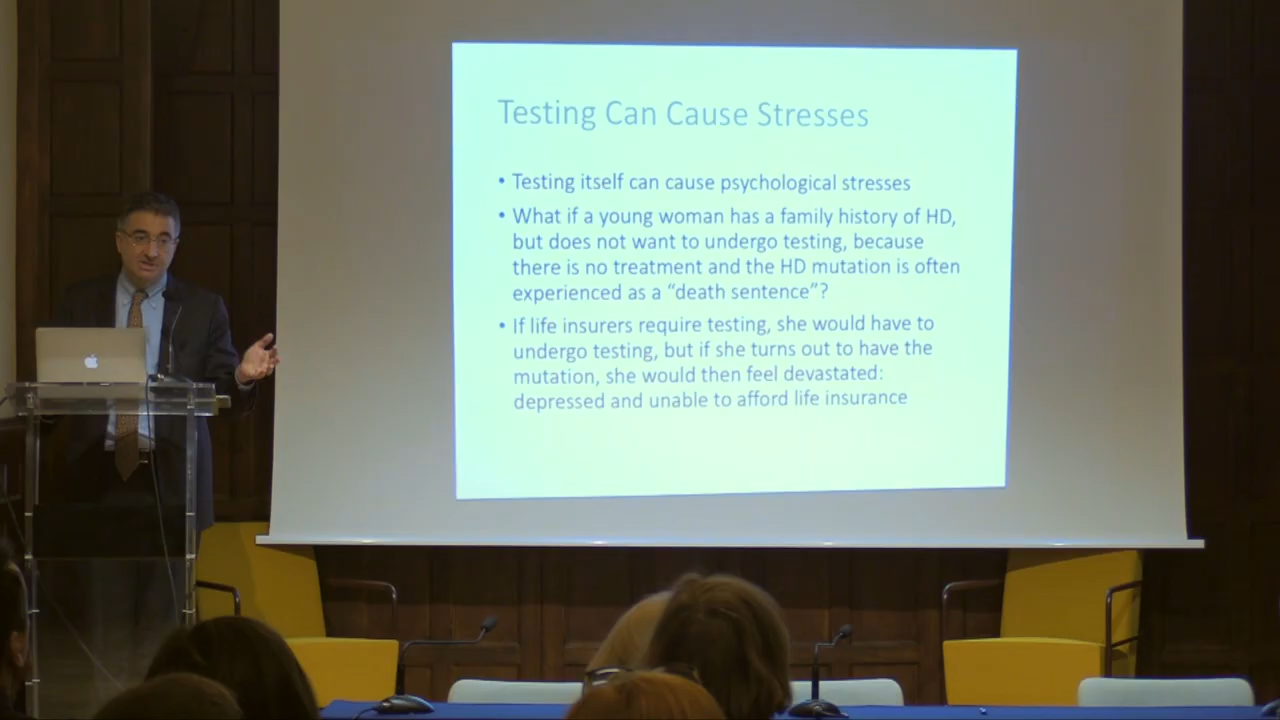 Testing Can Cause Stresses
• Testing itself can cause psychological stresses
• What if a young woman has a family history of HD,
but does not want to undergo testing, because
there is no treatment and the HD mutation is often
experienced as a “death sentence”?
• If life insurers require testing, she would have to
undergo testing, but if she turns out to have the
mutation, she would then feel devastated:
depressed and unable to afford life insurance